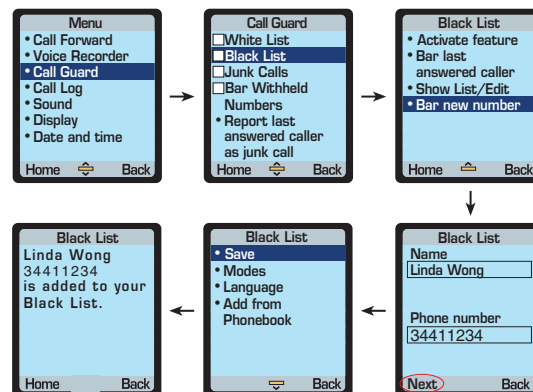 Menu
• Call Forward
• Voice Recorder
• Call Guard
• Call Log
• Sound
• Display
• Date and time
Home Back
Call Guard
White List
Black List
Junk Calls
Bar Withheld
Numbers
• Report last
answered caller
as junk call
Home Back
Black List
• Activate feature
• Bar last
answered caller
• Show List/Edit
• Bar new number
Home Back
Black List
Name
Linda Wong
Phone number
34411234
Next Back
Black List
• Save
• Modes
• Language
• Add from
Phonebook
Back
Black List
Linda Wong
34411234
is added to your
Black List.
Home Back